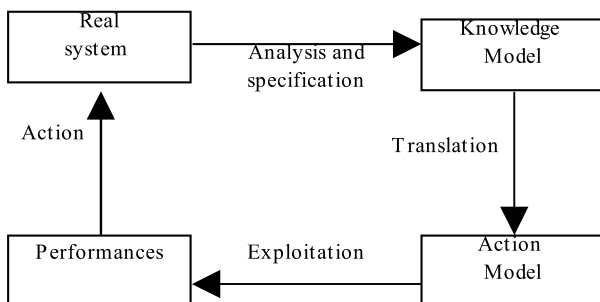 Real
system
Analysis and
specification
Knowledge
Model
Action
Translation
Performances
Exploitation
Action
Model